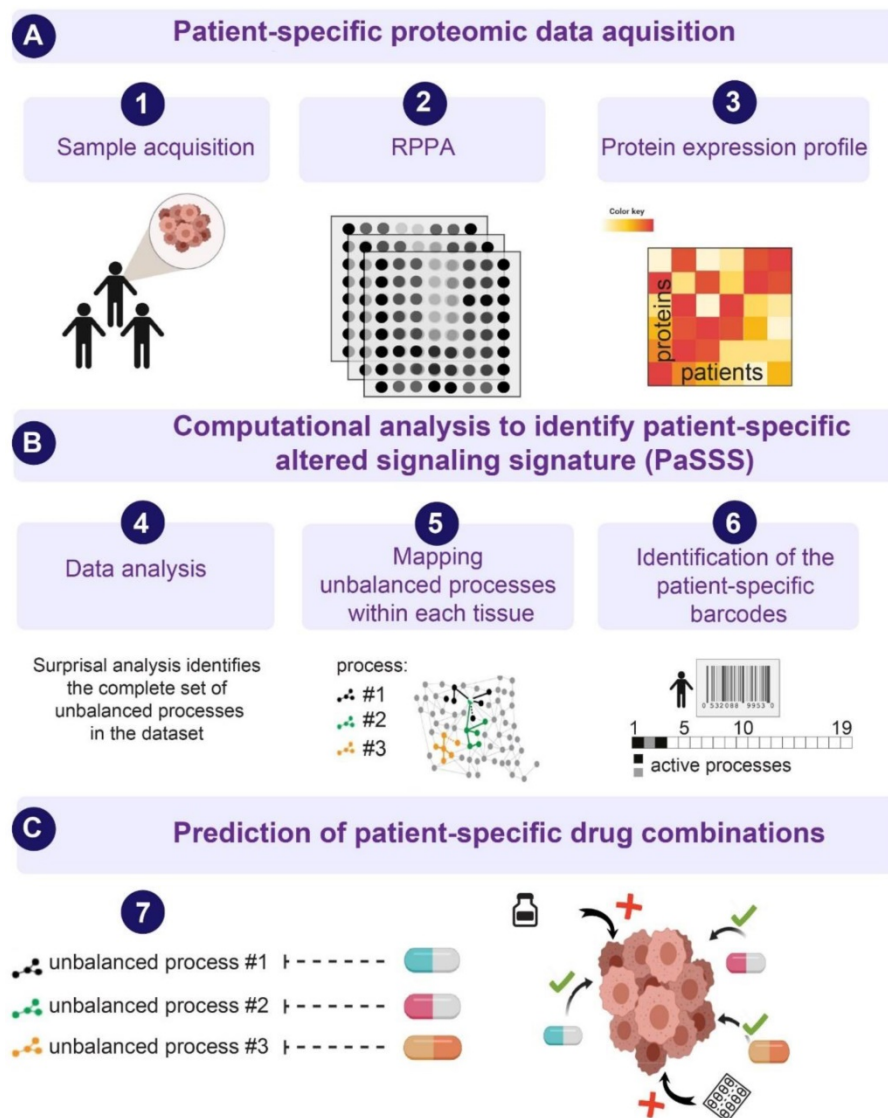 A
Patient-specific proteomic data aquisition
1
2
3
Sample acquisition
RPPA
Protein expression profile
Color key
proteins
patients
B
Computational analysis to identify patient-specific
altered signaling signature (PaSSS)
4
5
6
Data analysis
Mapping
unbalanced processes
within each tissue
Identification of the
patient-specific
barcodes
Surprisal analysis identifies
the complete set of
unbalanced processes
in the dataset
process:
#1
#2
#3
0 532088 9953 0
1 5 10 19
active processes
C
Prediction of patient-specific drug combinations
7
unbalanced process #1
unbalanced process #2
unbalanced process #3